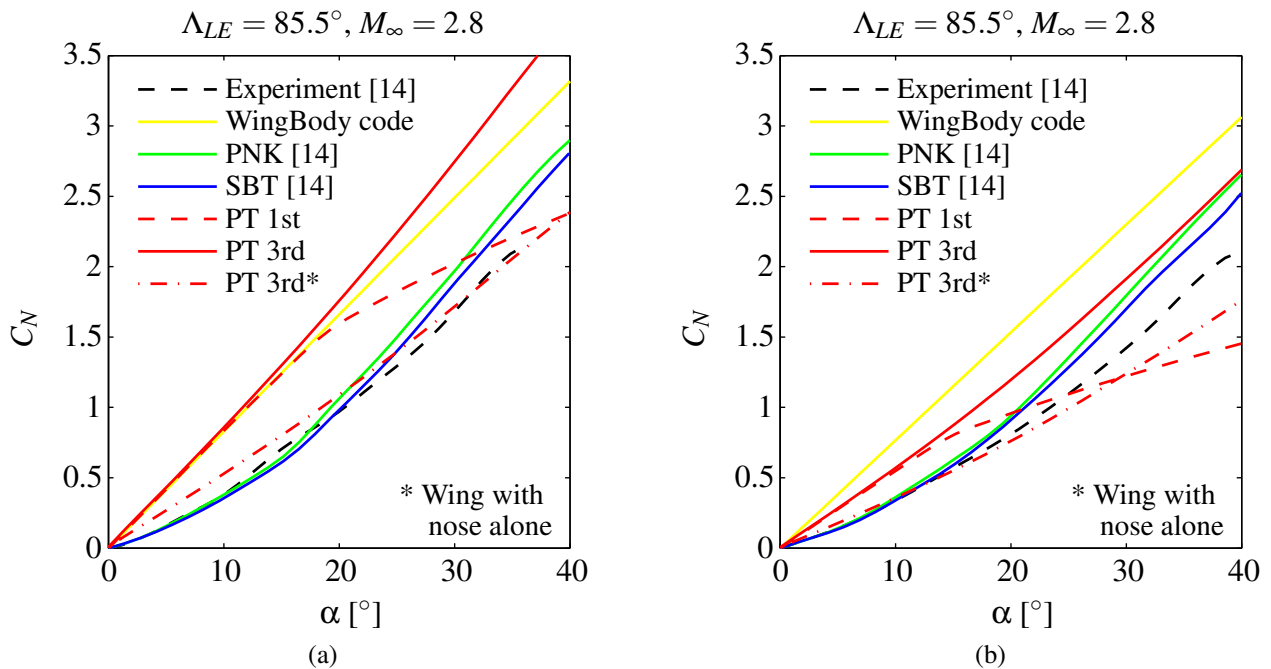 Λ_LE = 85.5°, M_∞ = 2.8
3.5
3
2.5
2
1.5
1
0.5
0
C_N
Experiment [14]
WingBody code
PNK [14]
SBT [14]
PT 1st
PT 3rd
PT 3rd*
* Wing with
nose alone
0 10 20 30 40
α [°]
(a)
Λ_LE = 85.5°, M_∞ = 2.8
3.5
3
2.5
2
1.5
1
0.5
0
C_N
Experiment [14]
WingBody code
PNK [14]
SBT [14]
PT 1st
PT 3rd
PT 3rd*
* Wing with
nose alone
0 10 20 30 40
α [°]
(b)